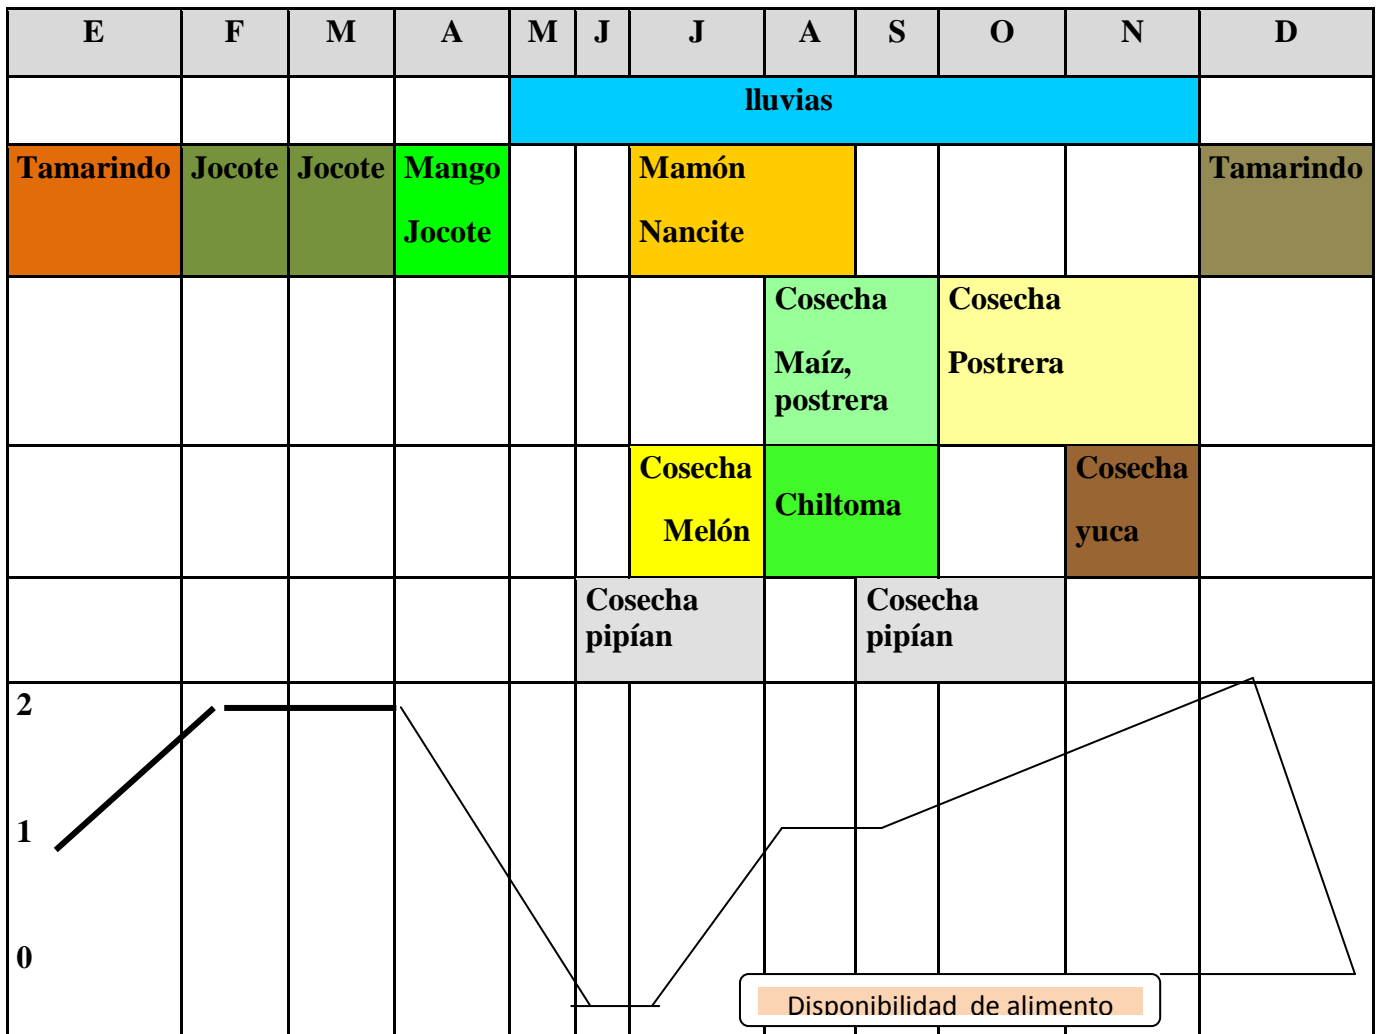 E F M A M J J A S O N D
lluvias
Tamarindo Jocote Jocote Mango Mamón Tamarindo
Jocote Nancite
Cosecha Cosecha
Maíz, Postrera
postrera
Cosecha Chiltoma Cosecha
Melón yuca
Cosecha Cosecha
pipían pipían
2
1
0
Disponibilidad de alimento